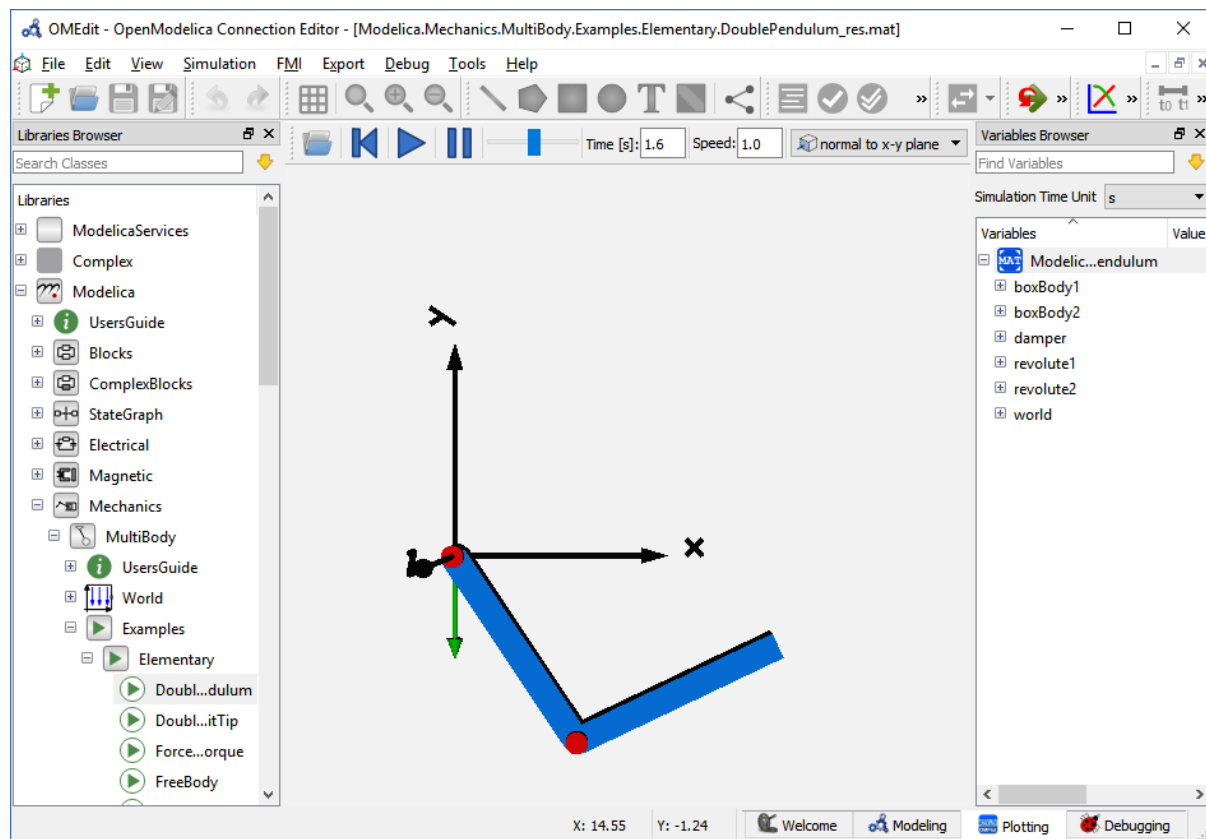 OMEdit - OpenModelica Connection Editor - [Modelica.Mechanics.MultiBody.Examples.Elementary.DoublePendulum_res.mat]
File Edit View Simulation FMI Export Debug Tools Help
T » » » t0 t1 »
Libraries Browser
Search Classes
Libraries
ModelicaServices
Complex
Modelica
UsersGuide
Blocks
ComplexBlocks
StateGraph
Electrical
Magnetic
Mechanics
MultiBody
UsersGuide
World
Examples
Elementary
Doubl...dulum
Doubl...itTip
Force...orque
FreeBody
Time [s]: 1.6 Speed: 1.0 normal to x-y plane
y
x
Variables Browser
Find Variables
Simulation Time Unit s
Variables Value
MAT Modelic...endulum
boxBody1
boxBody2
damper
revolute1
revolute2
world
X: 14.55 Y: -1.24 Welcome Modeling Plotting Debugging